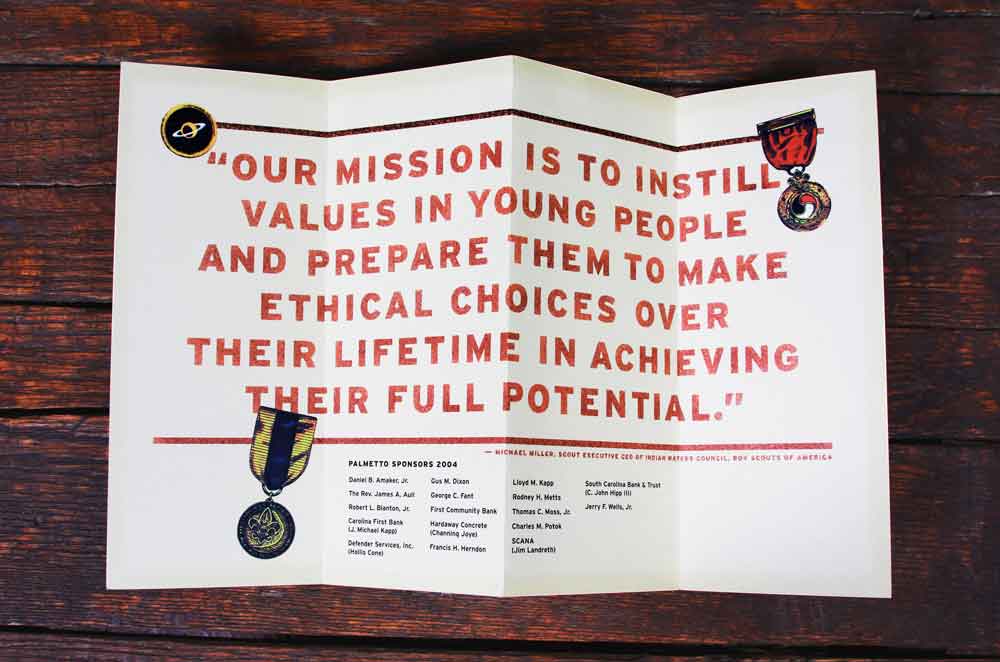 “OUR MISSION IS TO INSTILL
VALUES IN YOUNG PEOPLE
AND PREPARE THEM TO MAKE
ETHICAL CHOICES OVER
THEIR LIFETIME IN ACHIEVING
THEIR FULL POTENTIAL.”
— MICHAEL MILLER, SCOUT EXECUTIVE CEO OF INDIAN WATERS COUNCIL, BOY SCOUTS OF AMERICA
PALMETTO SPONSORS 2004
Daniel B. Amaker, Jr.
The Rev. James A. Aull
Robert L. Blanton, Jr.
Carolina First Bank
(J. Michael Kapp)
Defender Services, Inc.
(Hollis Cone)
Gus M. Dixon
George C. Fant
First Community Bank
Hardaway Concrete
(Channing Jaye)
Francis H. Herndon
Lloyd M. Kapp
Rodney H. Metts
Thomas C. Moss, Jr.
Charles M. Potok
SCANA
(Jim Landreth)
South Carolina Bank & Trust
(C. John Hipp III)
Jerry F. Wells, Jr.